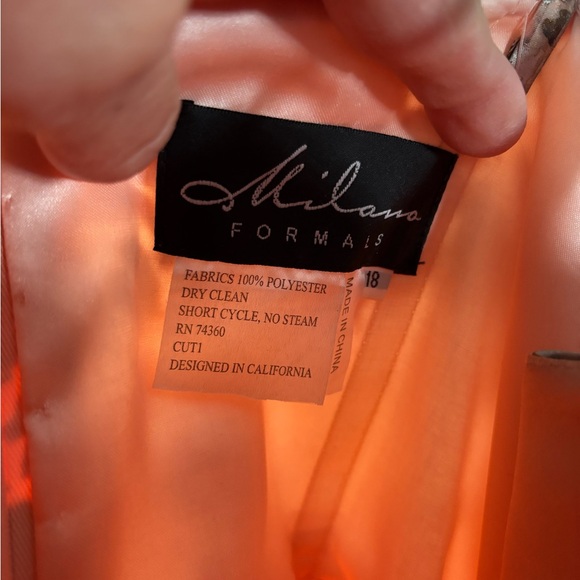 Milano
FORMALS
18
FABRICS 100% POLYESTER
DRY CLEAN
SHORT CYCLE, NO STEAM
RN 74360
CUT1
DESIGNED IN CALIFORNIA
MADE IN CHINA